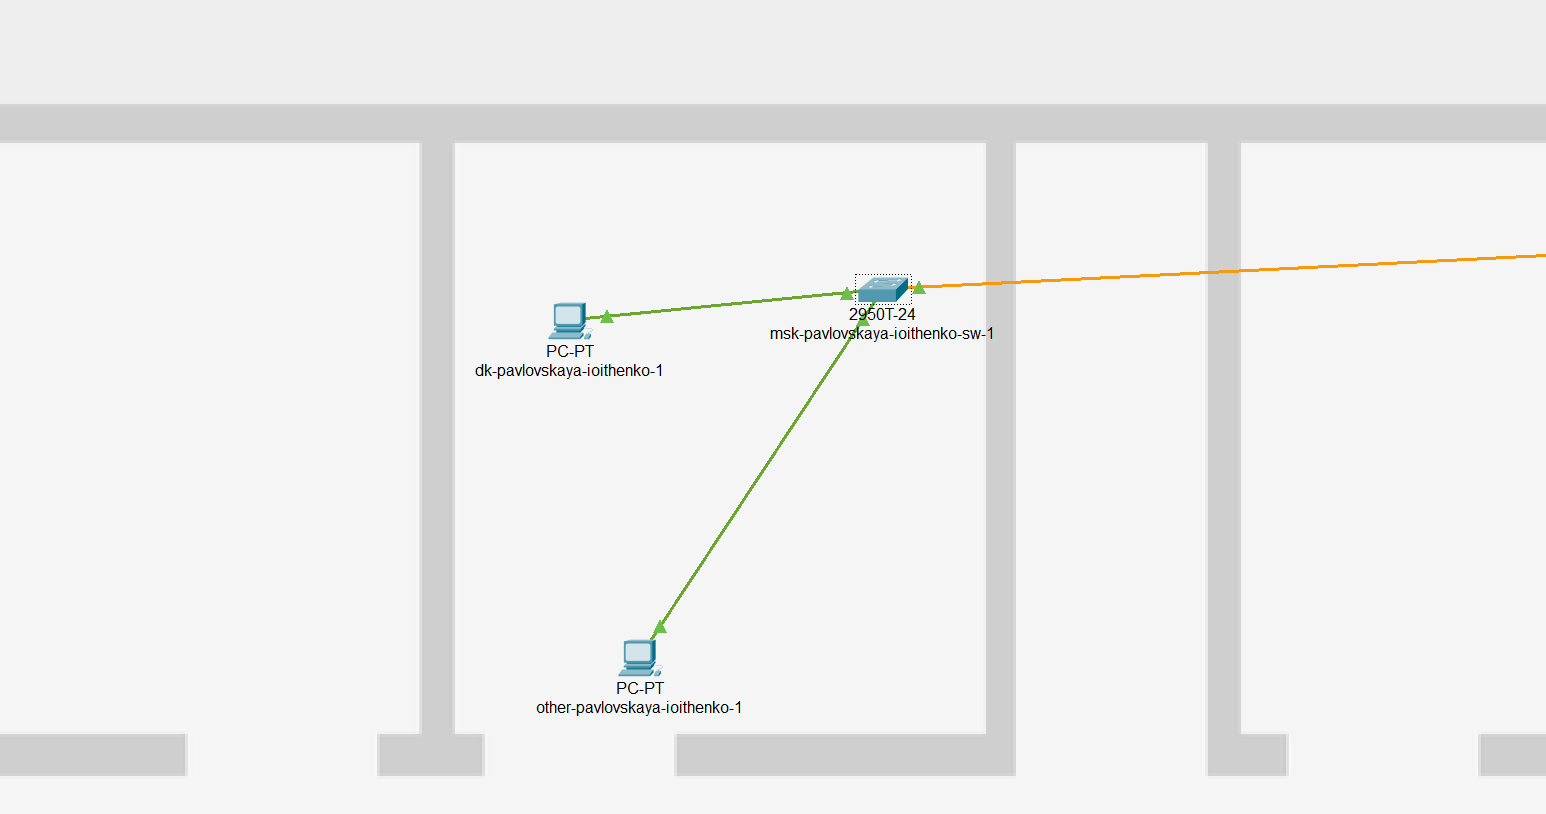 2950T-24
msk-pavlovskaya-ioithenko-sw-1
PC-PT
dk-pavlovskaya-ioithenko-1
PC-PT
other-pavlovskaya-ioithenko-1